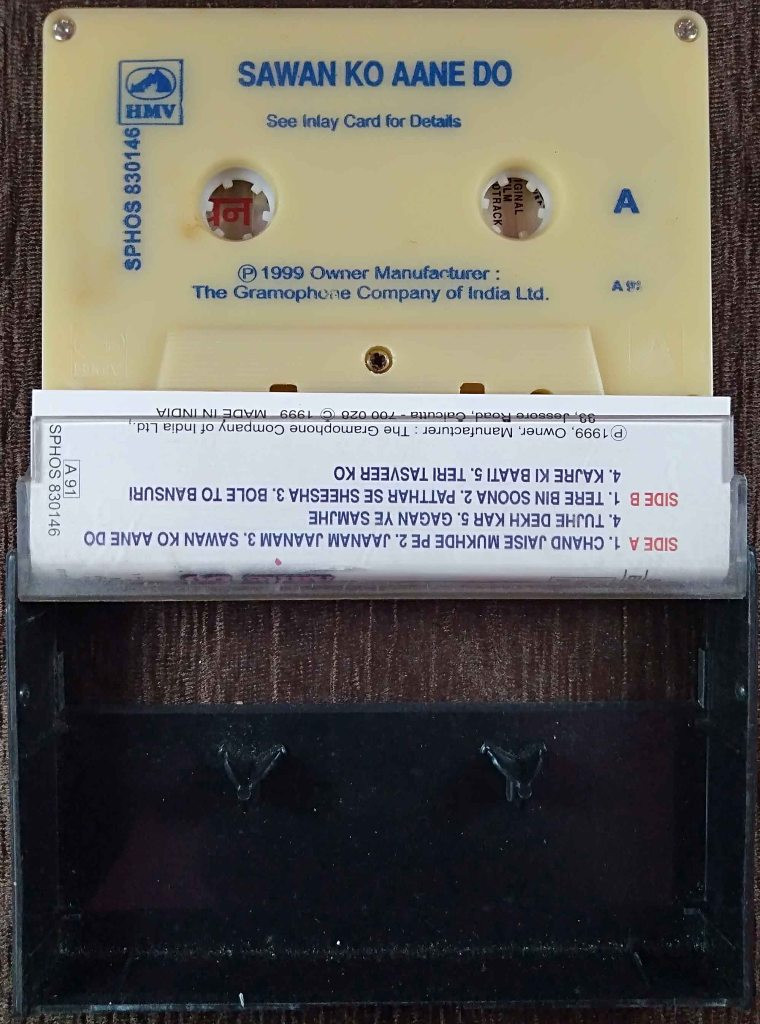 HMV
SAWAN KO AANE DO
See Inlay Card for Details
SPHOS 830146
A
Ⓟ 1999 Owner Manufacturer :
The Gramophone Company of India Ltd.
A 91
SIDE A 1. CHAND JAISE MUKHDE PE 2. JAANAM JAANAM 3. SAWAN KO AANE DO
4. TUJHE DEKH KAR 5. GAGAN YE SAMJHE
SIDE B 1. TERE BIN SOONA 2. PATTHAR SE SHEESHA 3. BOLE TO BANSURI
4. KAJRE KI BAATI 5. TERI TASVEER KO
Ⓟ 1999, Owner, Manufacturer : The Gramophone Company of India Ltd.,
33, Jessore Road, Calcutta - 700 028 © 1999 MADE IN INDIA
A 91
SPHOS 830146